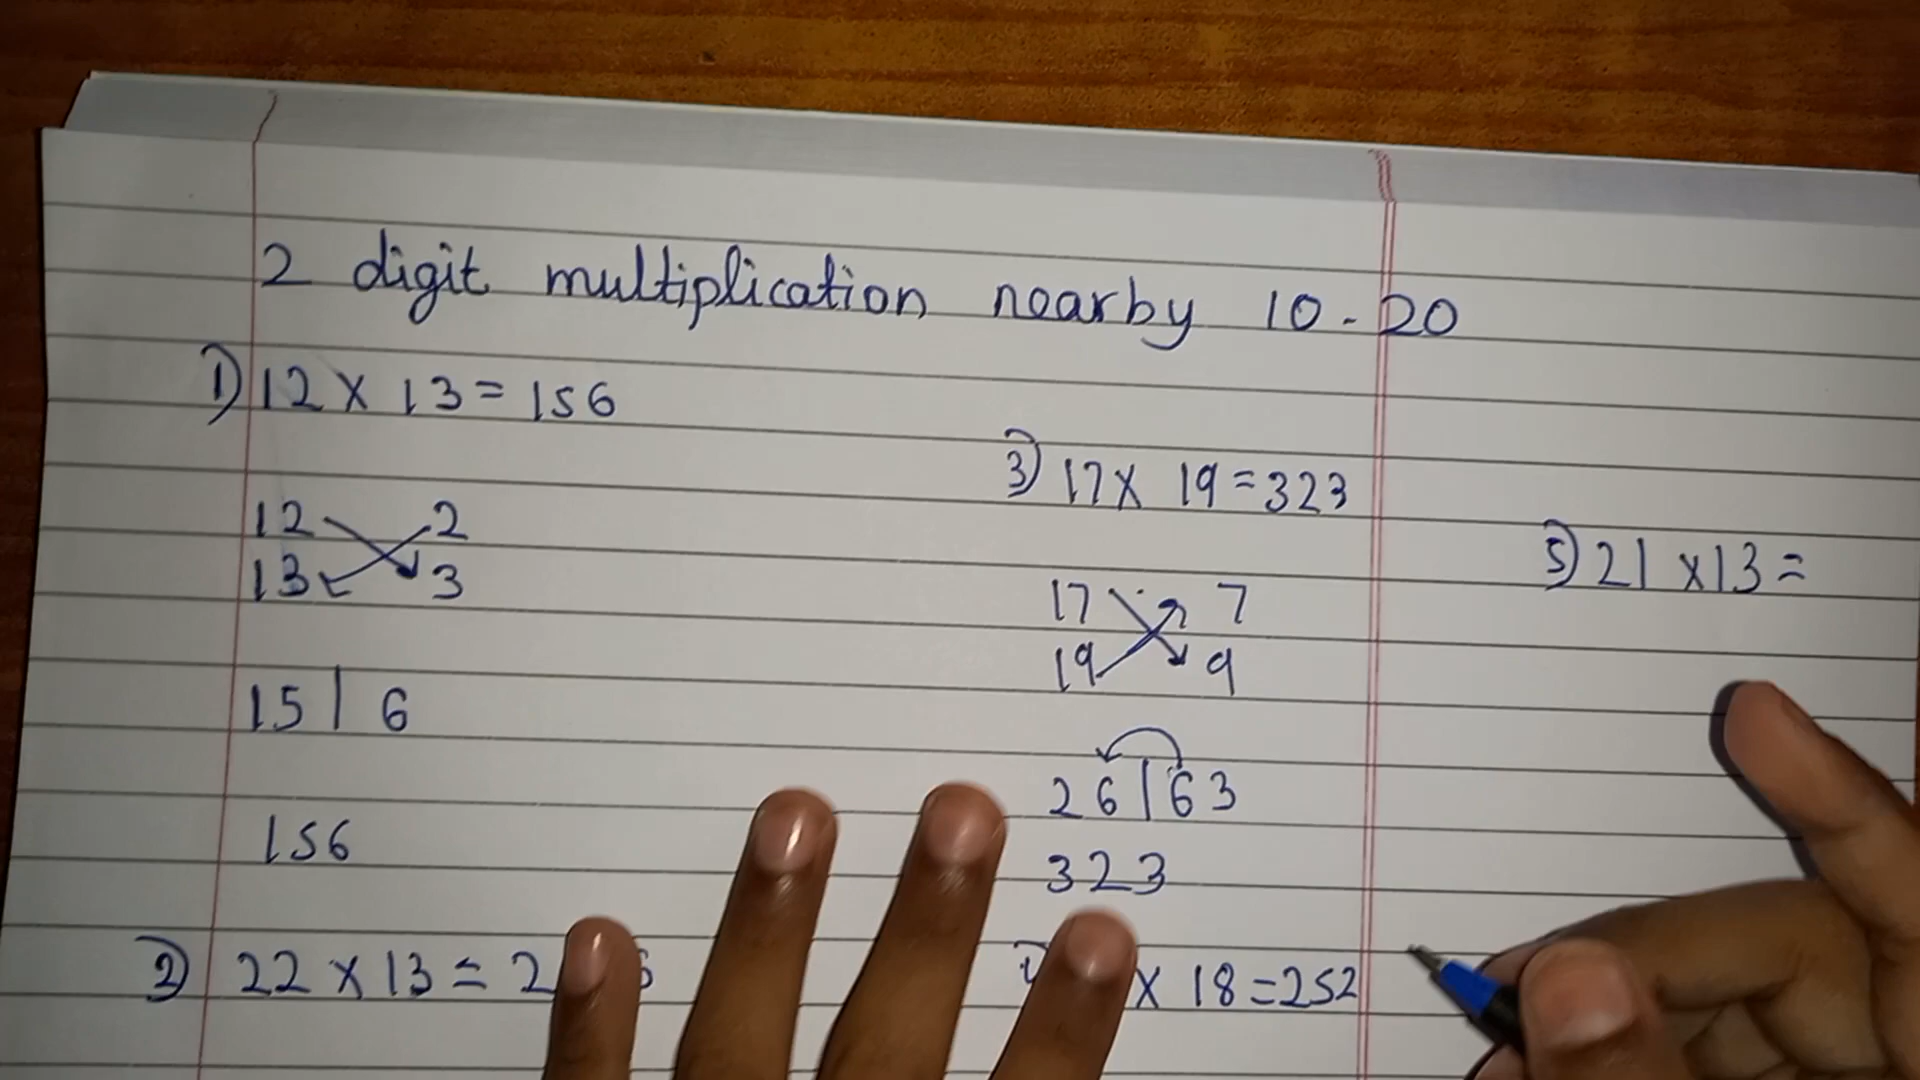 2 digit multiplication nearby 10 - 20
1) 12 x 13 = 156
12 2
13 3
15 | 6
156
2) 22 x 13 = 2
3) 17 x 19 = 323
17 7
19 9
26 | 63
323
x 18 = 252
5) 21 x 13 =